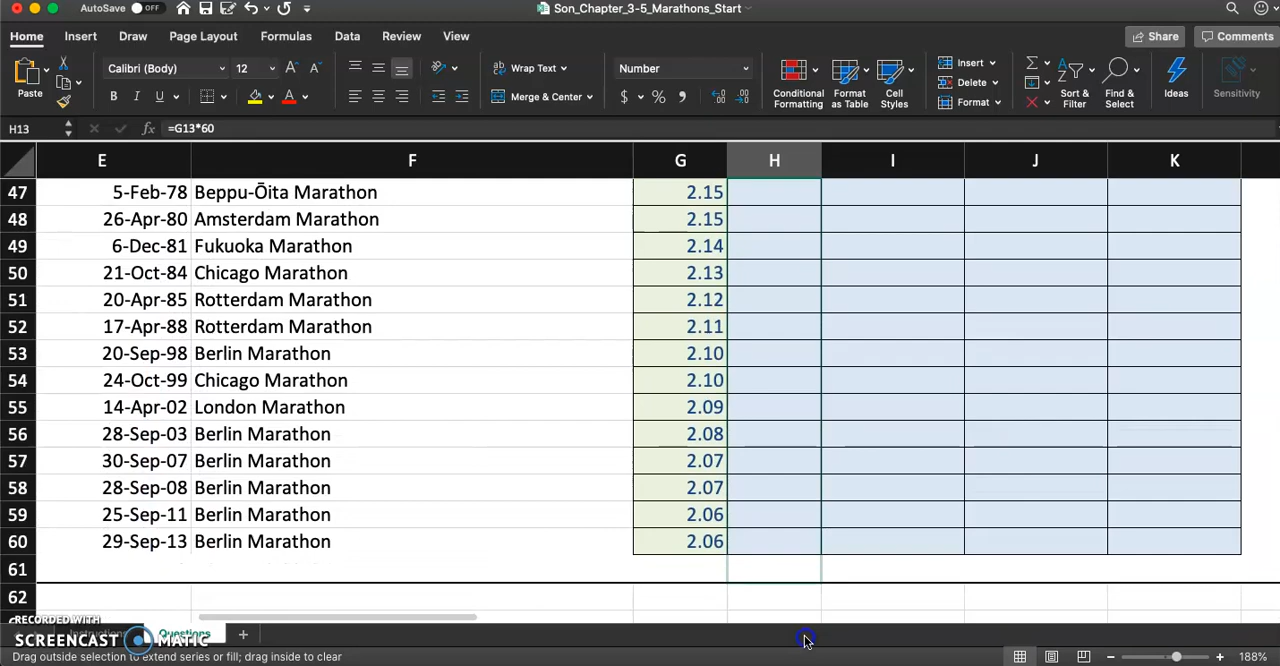 AutoSave OFF Son_Chapter_3-5_Marathons_Start
Home Insert Draw Page Layout Formulas Data Review View Share Comments
Paste Calibri (Body) 12 A A Wrap Text Number Conditional Formatting Format as Table Cell Styles Insert Sort & Filter Find & Select Ideas Sensitivity
B I U A Merge & Center $ % Delete
Format
H13 fx =G13*60
E F G H I J K
47 5-Feb-78 Beppu-Ōita Marathon 2.15
48 26-Apr-80 Amsterdam Marathon 2.15
49 6-Dec-81 Fukuoka Marathon 2.14
50 21-Oct-84 Chicago Marathon 2.13
51 20-Apr-85 Rotterdam Marathon 2.12
52 17-Apr-88 Rotterdam Marathon 2.11
53 20-Sep-98 Berlin Marathon 2.10
54 24-Oct-99 Chicago Marathon 2.10
55 14-Apr-02 London Marathon 2.09
56 28-Sep-03 Berlin Marathon 2.08
57 30-Sep-07 Berlin Marathon 2.07
58 28-Sep-08 Berlin Marathon 2.07
59 25-Sep-11 Berlin Marathon 2.06
60 29-Sep-13 Berlin Marathon 2.06
61
62
RECORDED WITH
SCREENCAST MATIC
Instructions Questions +
Drag outside selection to extend series or fill; drag inside to clear 188%